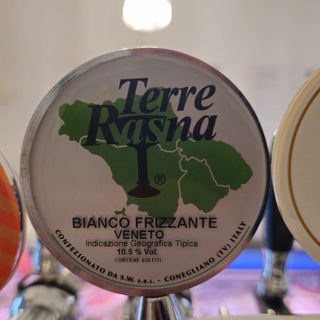 Terre
Rasna
®
BIANCO FRIZZANTE
VENETO
Indicazione Geografica Tipica
10.5 % Vol.
CONTIENE SOLFITI
CONFEZIONATO DA S.W. S.R.L. - CONEGLIANO (TV) ITALY